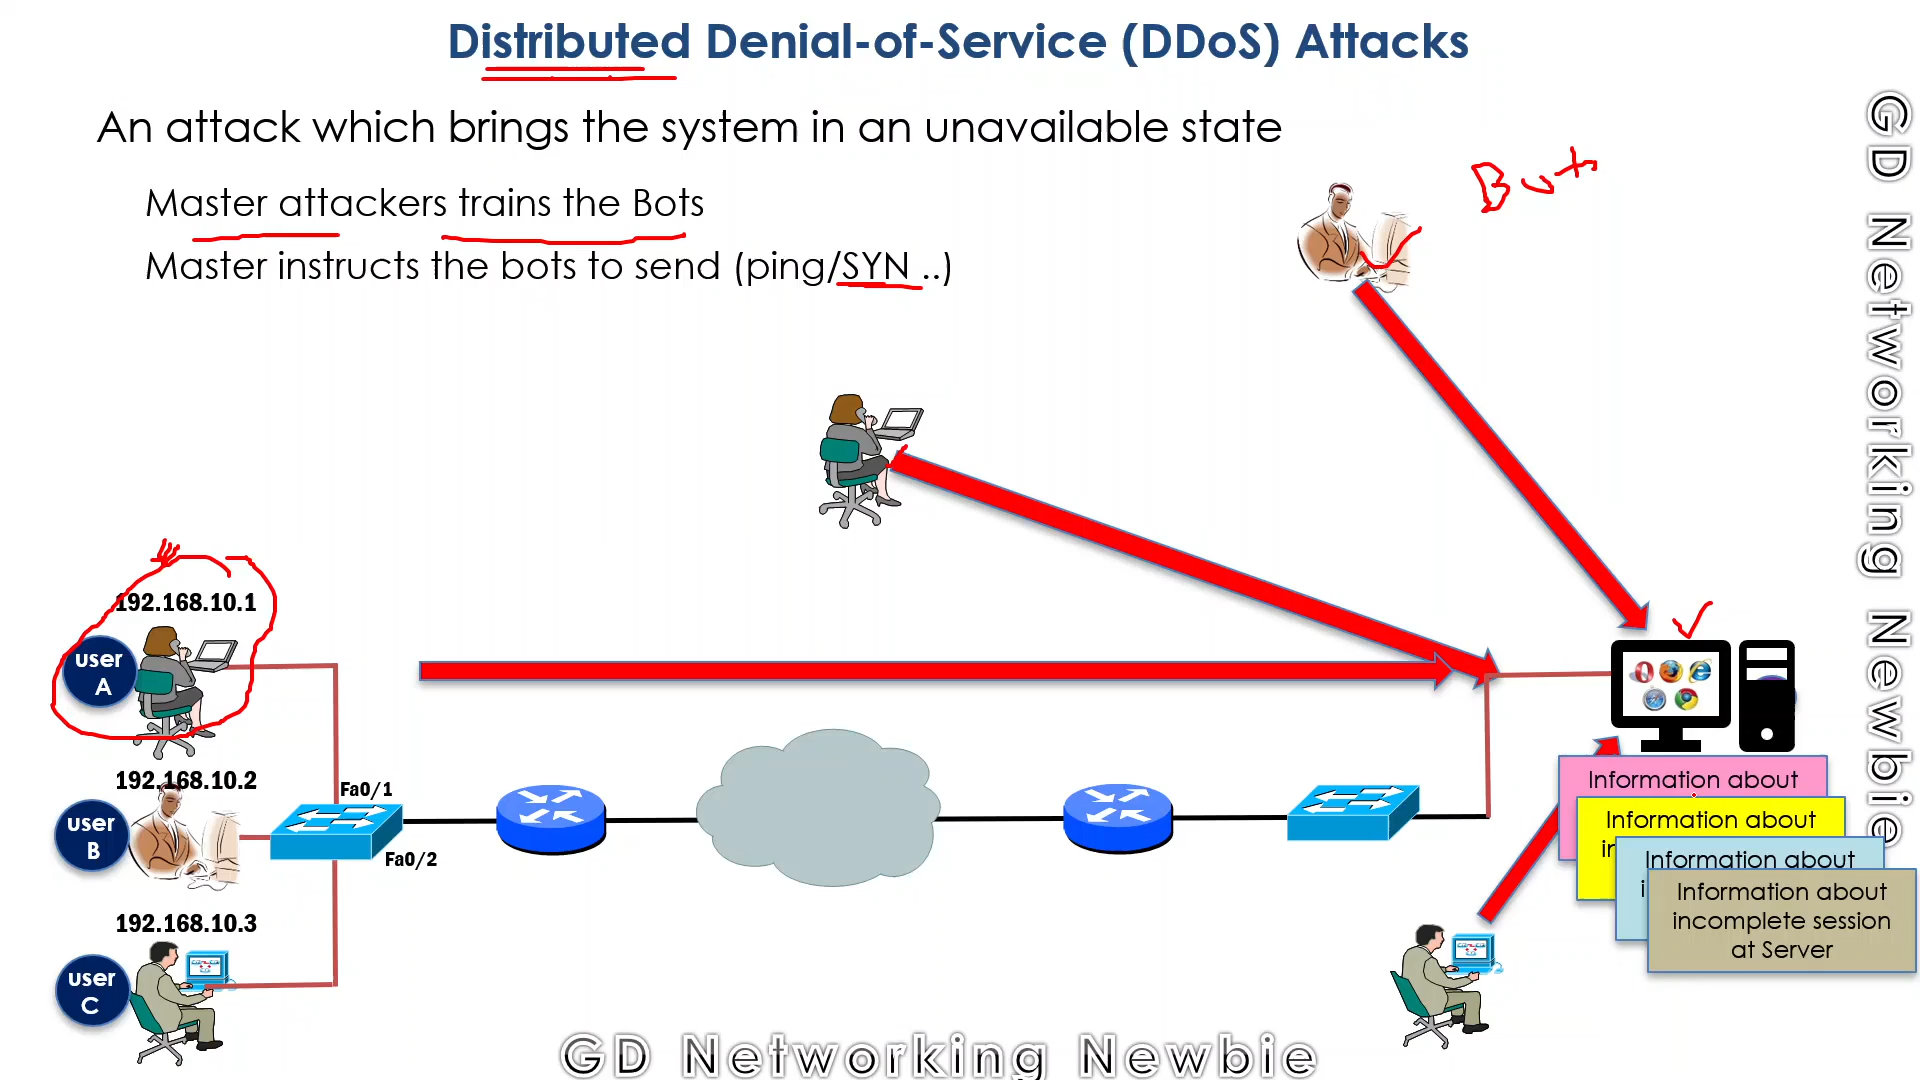 Distributed Denial-of-Service (DDoS) Attacks
An attack which brings the system in an unavailable state
Master attackers trains the Bots
Master instructs the bots to send (ping/SYN ..)
192.168.10.1
user
A
192.168.10.2
user
B
Fa0/1
Fa0/2
192.168.10.3
user
C
Information about
Information about
Information about
Information about
incomplete session
at Server
GD Networking Newbie
GD Networking Newbie